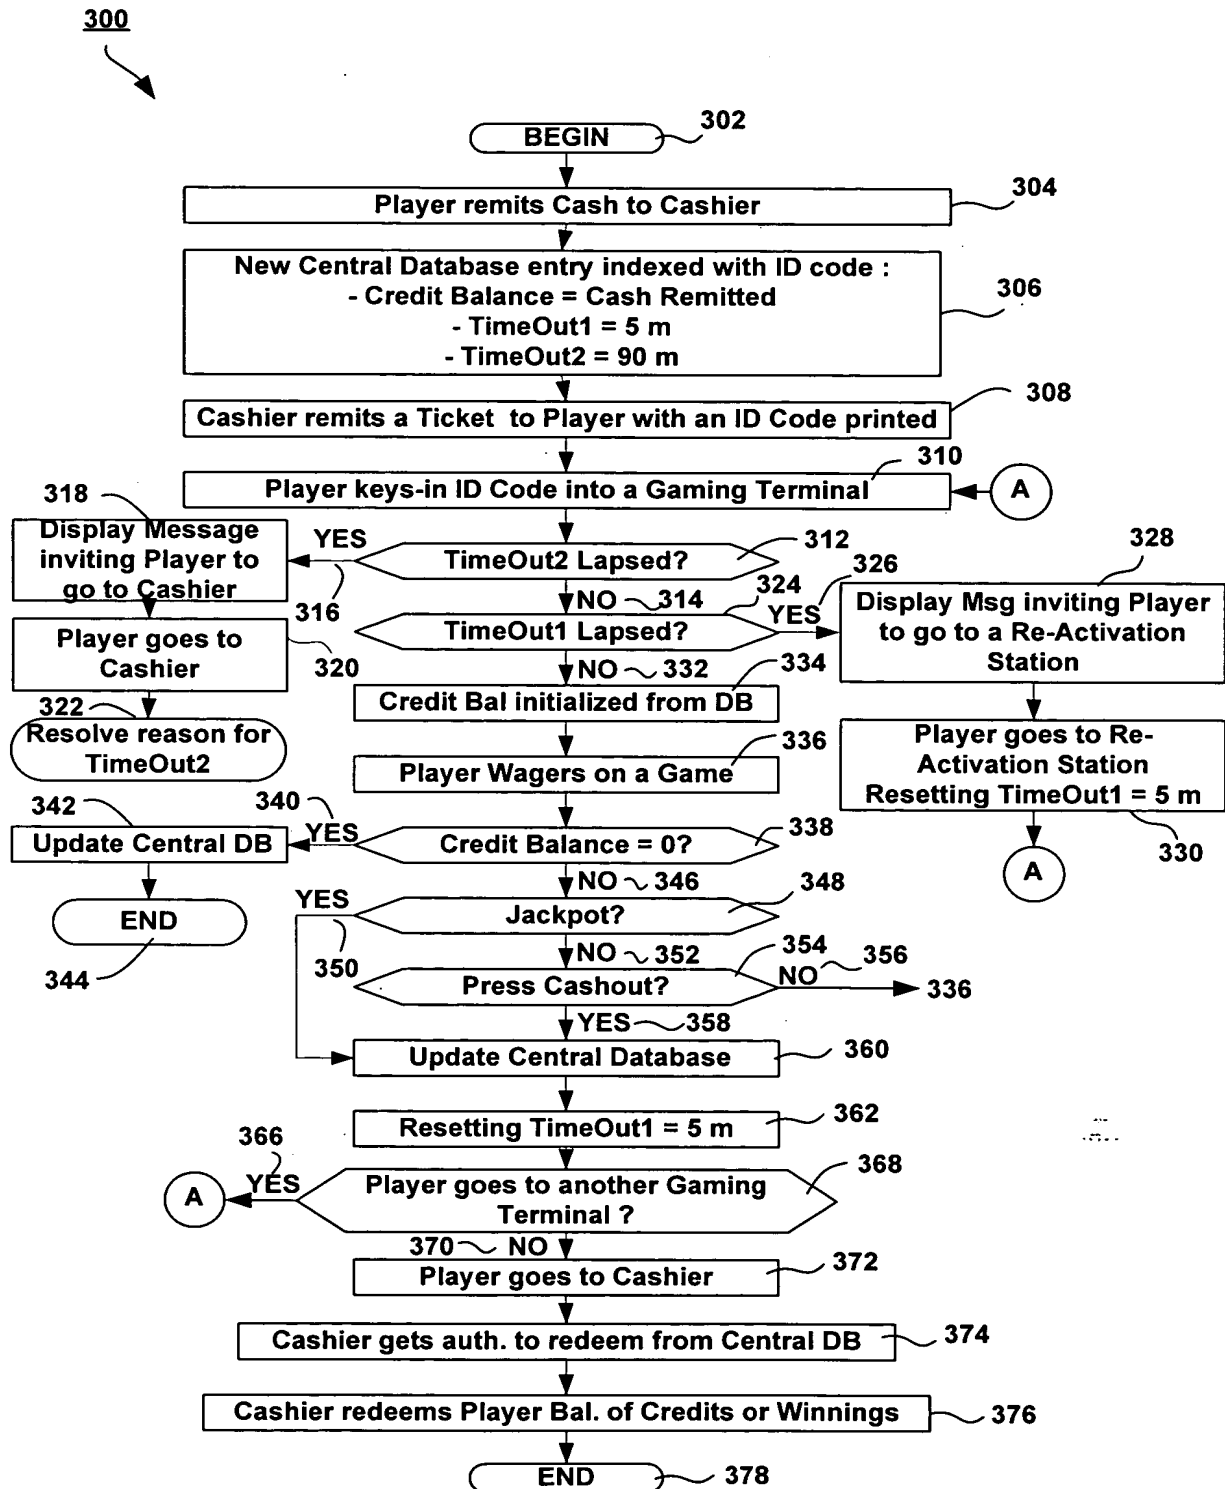 300
BEGIN
302
Player remits Cash to Cashier
304
New Central Database entry indexed with ID code :
- Credit Balance = Cash Remitted
- TimeOut1 = 5 m
- TimeOut2 = 90 m
306
Cashier remits a Ticket to Player with an ID Code printed
308
Player keys-in ID Code into a Gaming Terminal
310
A
318
Display Message
inviting Player to
go to Cashier
YES
316
TimeOut2 Lapsed?
312
NO
314
324
326
YES
328
Display Msg inviting Player
to go to a Re-Activation
Station
Player goes to
Cashier
320
TimeOut1 Lapsed?
NO
332
334
Credit Bal initialized from DB
322
Resolve reason for
TimeOut2
336
Player Wagers on a Game
Player goes to Re-
Activation Station
Resetting TimeOut1 = 5 m
330
A
342
Update Central DB
340
YES
Credit Balance = 0?
338
END
344
NO
346
348
YES
350
Jackpot?
NO
352
354
Press Cashout?
NO
356
336
YES
358
Update Central Database
360
Resetting TimeOut1 = 5 m
362
366
A
YES
Player goes to another Gaming
Terminal ?
368
370
NO
Player goes to Cashier
372
Cashier gets auth. to redeem from Central DB
374
Cashier redeems Player Bal. of Credits or Winnings
376
END
378